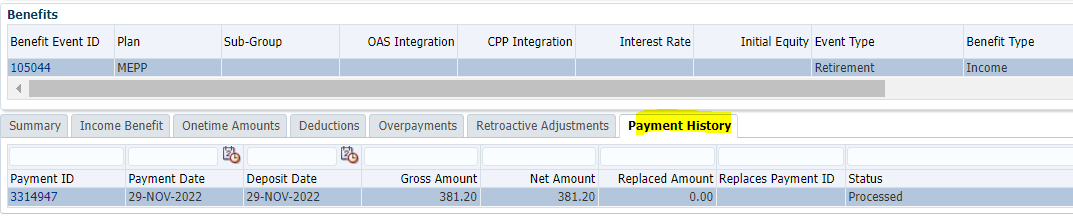 Benefits
Benefit Event ID Plan Sub-Group OAS Integration CPP Integration Interest Rate Initial Equity Event Type Benefit Type
105044 MEPP Retirement Income
Summary Income Benefit Onetime Amounts Deductions Overpayments Retroactive Adjustments Payment History
Payment ID Payment Date Deposit Date Gross Amount Net Amount Replaced Amount Replaces Payment ID Status
3314947 29-NOV-2022 29-NOV-2022 381.20 381.20 0.00 Processed